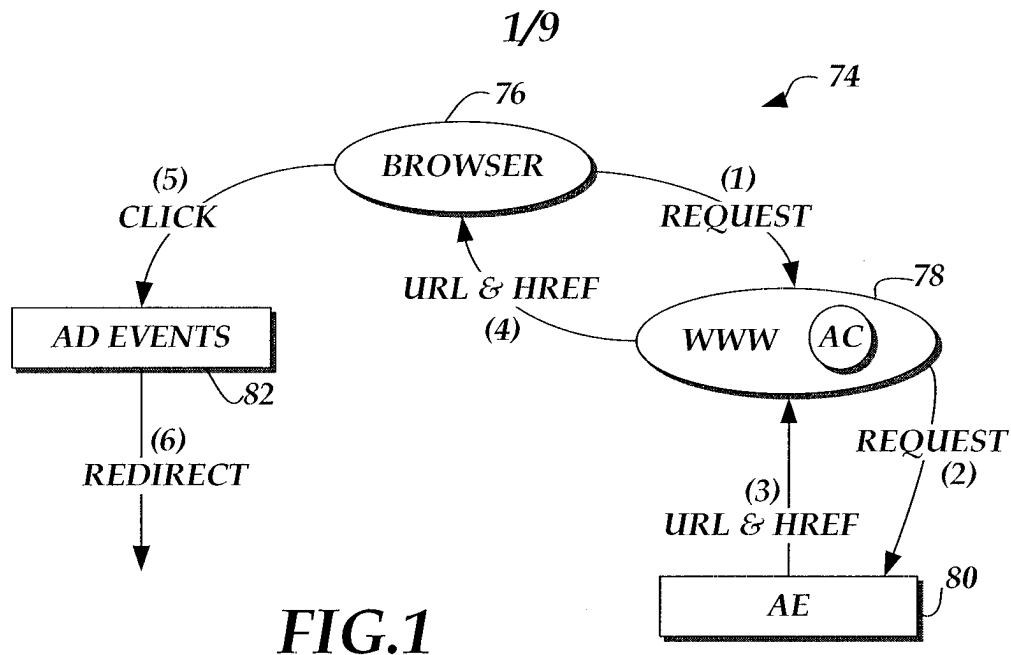 1/9
74
76
BROWSER
(5)
CLICK
(1)
REQUEST
URL & HREF
(4)
78
WWW
AC
AD EVENTS
82
(6)
REDIRECT
REQUEST
(2)
(3)
URL & HREF
AE
80
FIG.1